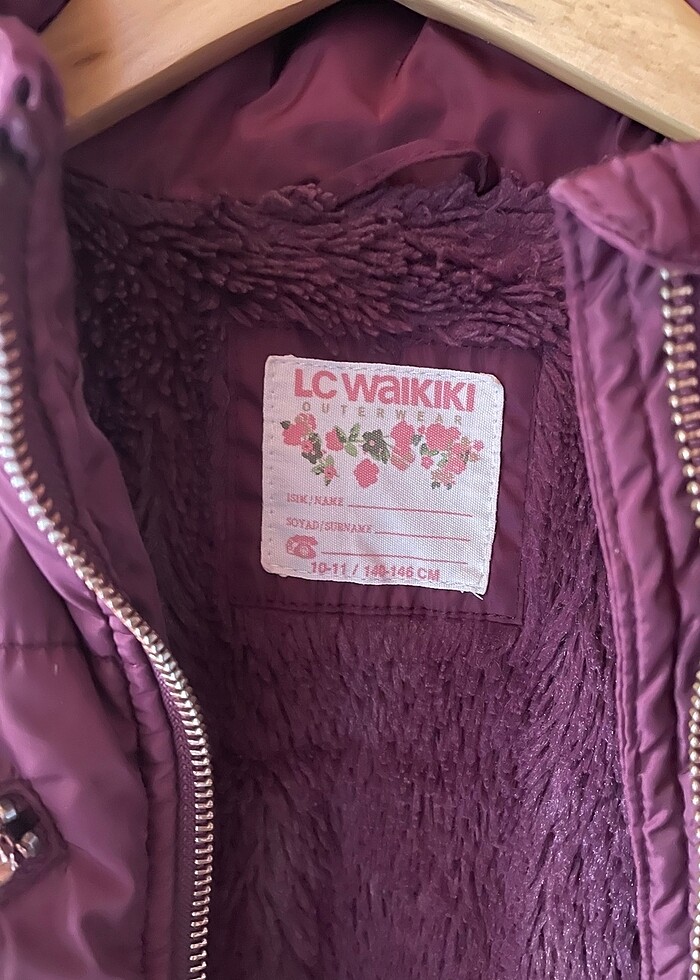 LC WAIKIKI
OUTERWEAR
ISIM/NAME
SOYAD/SURNAME
10-11 / 140-146 CM